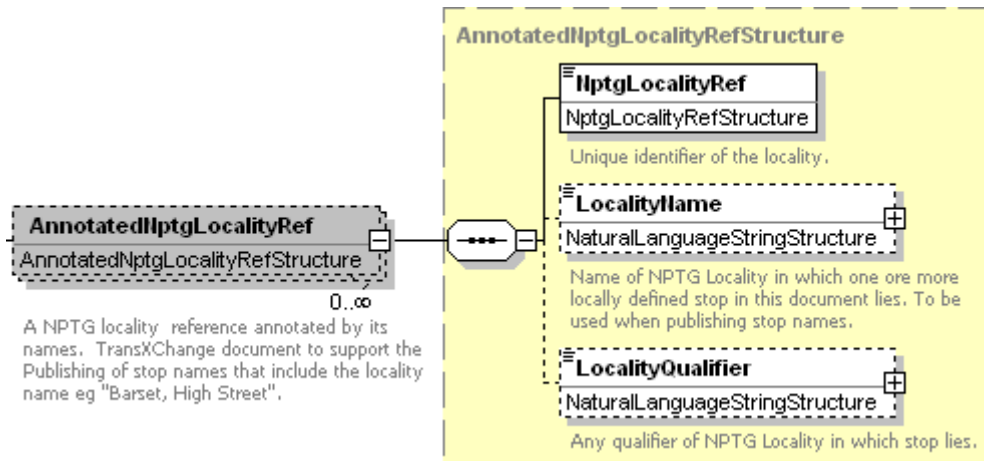 AnnotatedNptgLocalityRefStructure
NptgLocalityRef
NptgLocalityRefStructure
Unique identifier of the locality.
LocalityName
NaturalLanguageStringStructure
Name of NPTG Locality in which one ore more
locally defined stop in this document lies. To be
used when publishing stop names.
AnnotatedNptgLocalityRef
AnnotatedNptgLocalityRefStructure
0..∞
A NPTG locality reference annotated by its
names. TransXChange document to support the
Publishing of stop names that include the locality
name eg "Barset, High Street".
LocalityQualifier
NaturalLanguageStringStructure
Any qualifier of NPTG Locality in which stop lies.